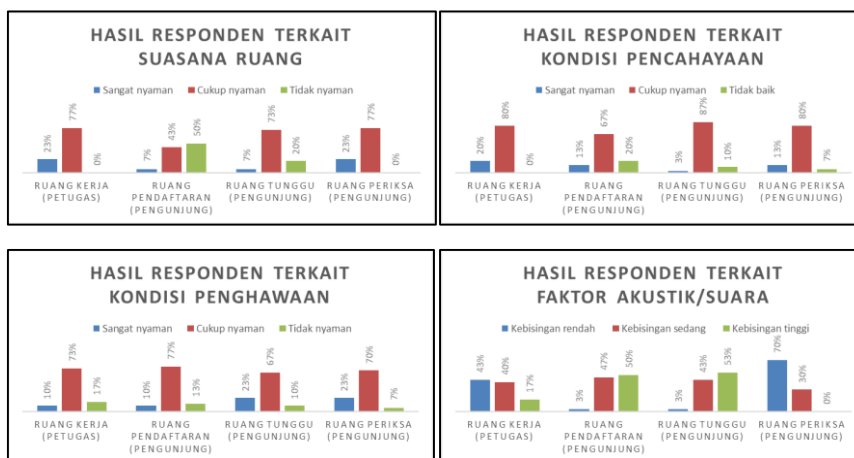 HASIL RESPONDEN TERKAIT
SUASANA RUANG
Sangat nyaman Cukup nyaman Tidak nyaman
23% 77% 0% 7% 43% 50% 7% 73% 20% 23% 77% 0%
RUANG KERJA (PETUGAS)
RUANG PENDAFTARAN (PENGUNJUNG)
RUANG TUNGGU (PENGUNJUNG)
RUANG PERIKSA (PENGUNJUNG)
HASIL RESPONDEN TERKAIT
KONDISI PENCAHAYAAN
Sangat nyaman Cukup nyaman Tidak baik
20% 80% 0% 13% 67% 20% 3% 87% 10% 13% 80% 7%
RUANG KERJA (PETUGAS)
RUANG PENDAFTARAN (PENGUNJUNG)
RUANG TUNGGU (PENGUNJUNG)
RUANG PERIKSA (PENGUNJUNG)
HASIL RESPONDEN TERKAIT
KONDISI PENGHAWAAN
Sangat nyaman Cukup nyaman Tidak nyaman
10% 73% 17% 10% 77% 13% 23% 67% 10% 23% 70% 7%
RUANG KERJA (PETUGAS)
RUANG PENDAFTARAN (PENGUNJUNG)
RUANG TUNGGU (PENGUNJUNG)
RUANG PERIKSA (PENGUNJUNG)
HASIL RESPONDEN TERKAIT
FAKTOR AKUSTIK/SUARA
Kebisingan rendah Kebisingan sedang Kebisingan tinggi
43% 40% 17% 3% 47% 50% 3% 43% 53% 70% 30% 0%
RUANG KERJA (PETUGAS)
RUANG PENDAFTARAN (PENGUNJUNG)
RUANG TUNGGU (PENGUNJUNG)
RUANG PERIKSA (PENGUNJUNG)